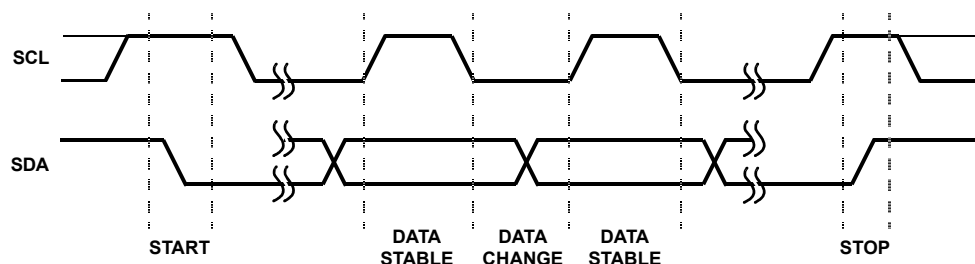 SCL
SDA
START
DATA STABLE
DATA CHANGE
DATA STABLE
STOP